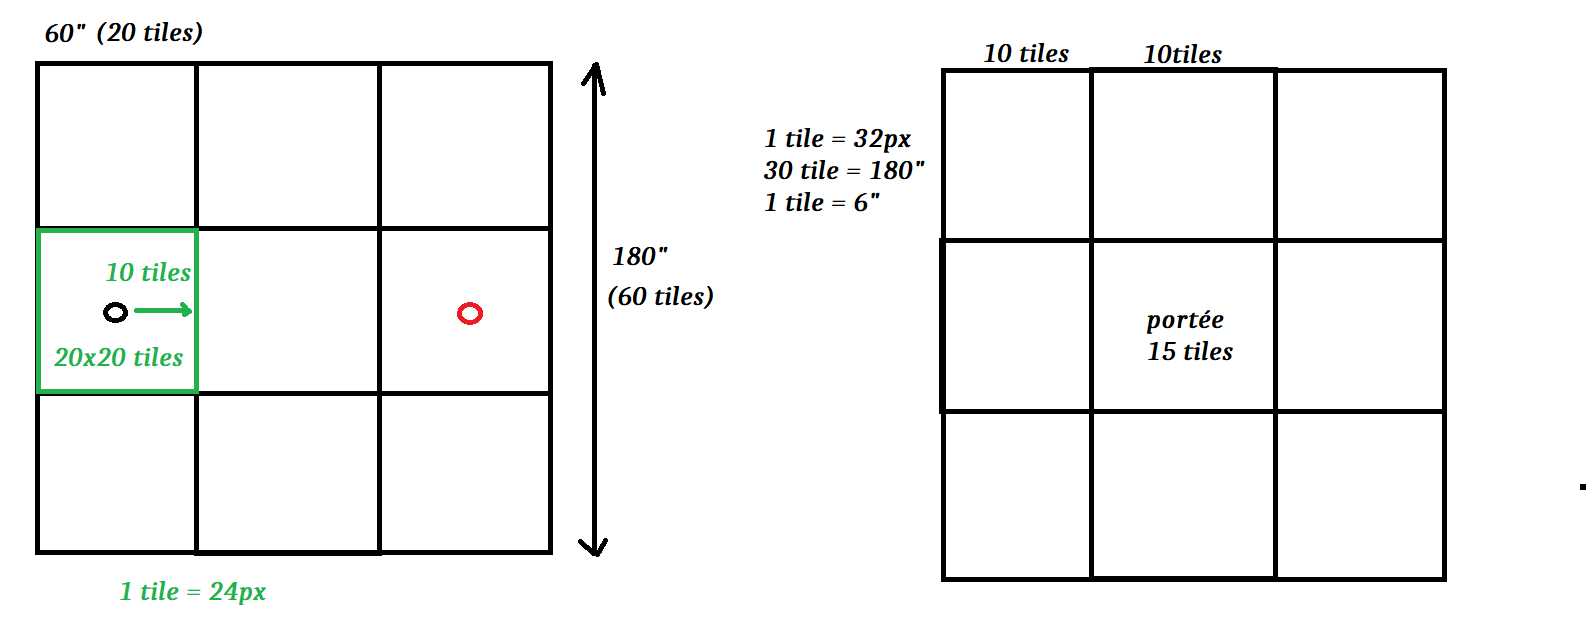 60" (20 tiles)
180"
(60 tiles)
10 tiles
20x20 tiles
1 tile = 24px
10 tiles
10tiles
1 tile = 32px
30 tile = 180"
1 tile = 6"
portée
15 tiles